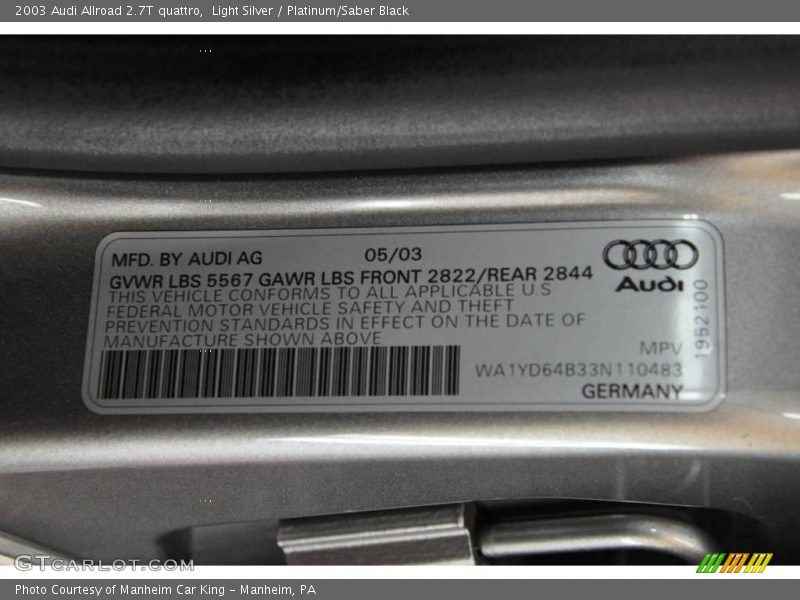 2003 Audi Allroad 2.7T quattro, Light Silver / Platinum/Saber Black
MFD. BY AUDI AG 05/03
GVWR LBS 5567 GAWR LBS FRONT 2822/REAR 2844
THIS VEHICLE CONFORMS TO ALL APPLICABLE U S
FEDERAL MOTOR VEHICLE SAFETY AND THEFT
PREVENTION STANDARDS IN EFFECT ON THE DATE OF
MANUFACTURE SHOWN ABOVE
Audi
1952100
MPV
WA1YD64B33N110483
GERMANY
GTCARLOT.COM
Photo Courtesy of Manheim Car King - Manheim, PA